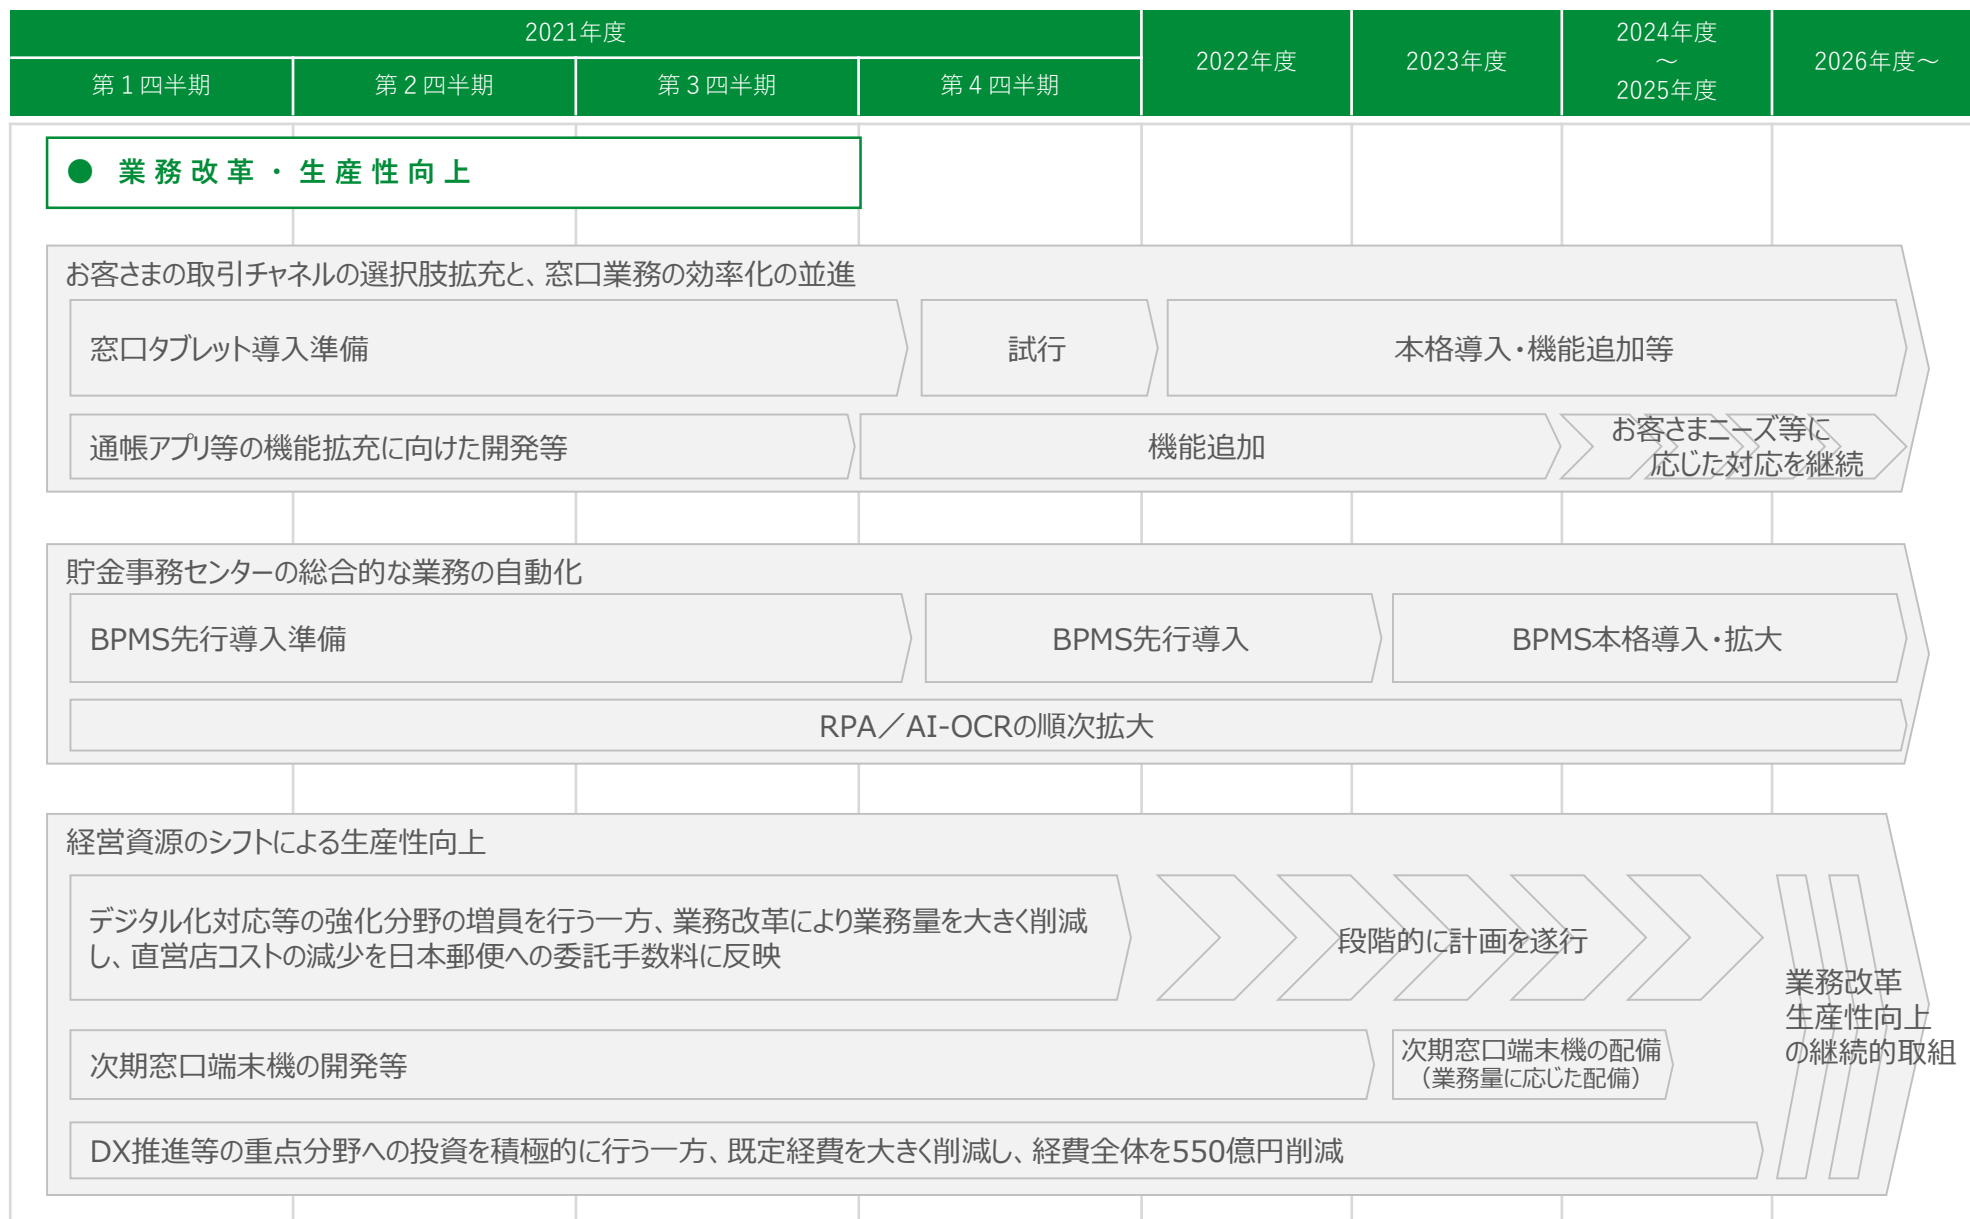 2021年度
2022年度
2023年度
2024年度
～
2025年度
2026年度～
第１四半期
第２四半期
第３四半期
第４四半期
● 業務改革・生産性向上
お客さまの取引チャネルの選択肢拡充と、窓口業務の効率化の並進
窓口タブレット導入準備
試行
本格導入・機能追加等
通帳アプリ等の機能拡充に向けた開発等
機能追加
お客さまニーズ等に
応じた対応を継続
貯金事務センターの総合的な業務の自動化
BPMS先行導入準備
BPMS先行導入
BPMS本格導入・拡大
RPA／AI-OCRの順次拡大
経営資源のシフトによる生産性向上
デジタル化対応等の強化分野の増員を行う一方、業務改革により業務量を大きく削減
し、直営店コストの減少を日本郵便への委託手数料に反映
段階的に計画を遂行
業務改革
生産性向上
の継続的取組
次期窓口端末機の開発等
次期窓口端末機の配備
（業務量に応じた配備）
DX推進等の重点分野への投資を積極的に行う一方、既定経費を大きく削減し、経費全体を550億円削減